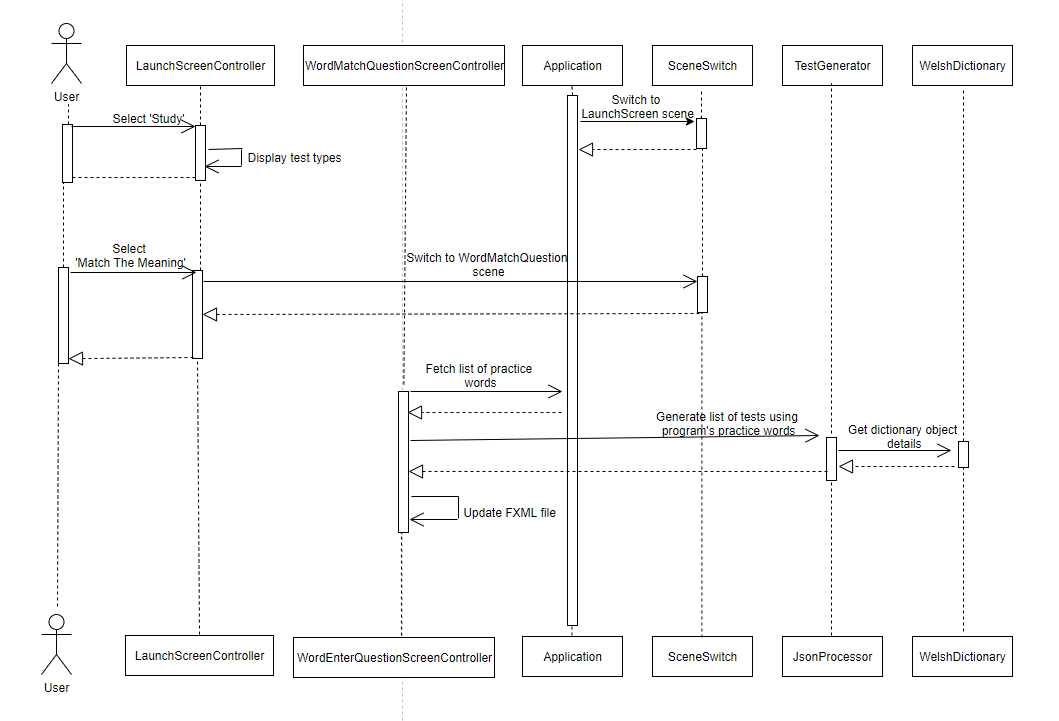 User
LaunchScreenController
WordMatchQuestionScreenController
Application
SceneSwitch
TestGenerator
WelshDictionary
Select 'Study'
Switch to
LaunchScreen scene
Display test types
Select
'Match The Meaning'
Switch to WordMatchQuestion
scene
Fetch list of practice
words
Generate list of tests using
program's practice words
Get dictionary object
details
Update FXML file
User
LaunchScreenController
WordEnterQuestionScreenController
Application
SceneSwitch
JsonProcessor
WelshDictionary